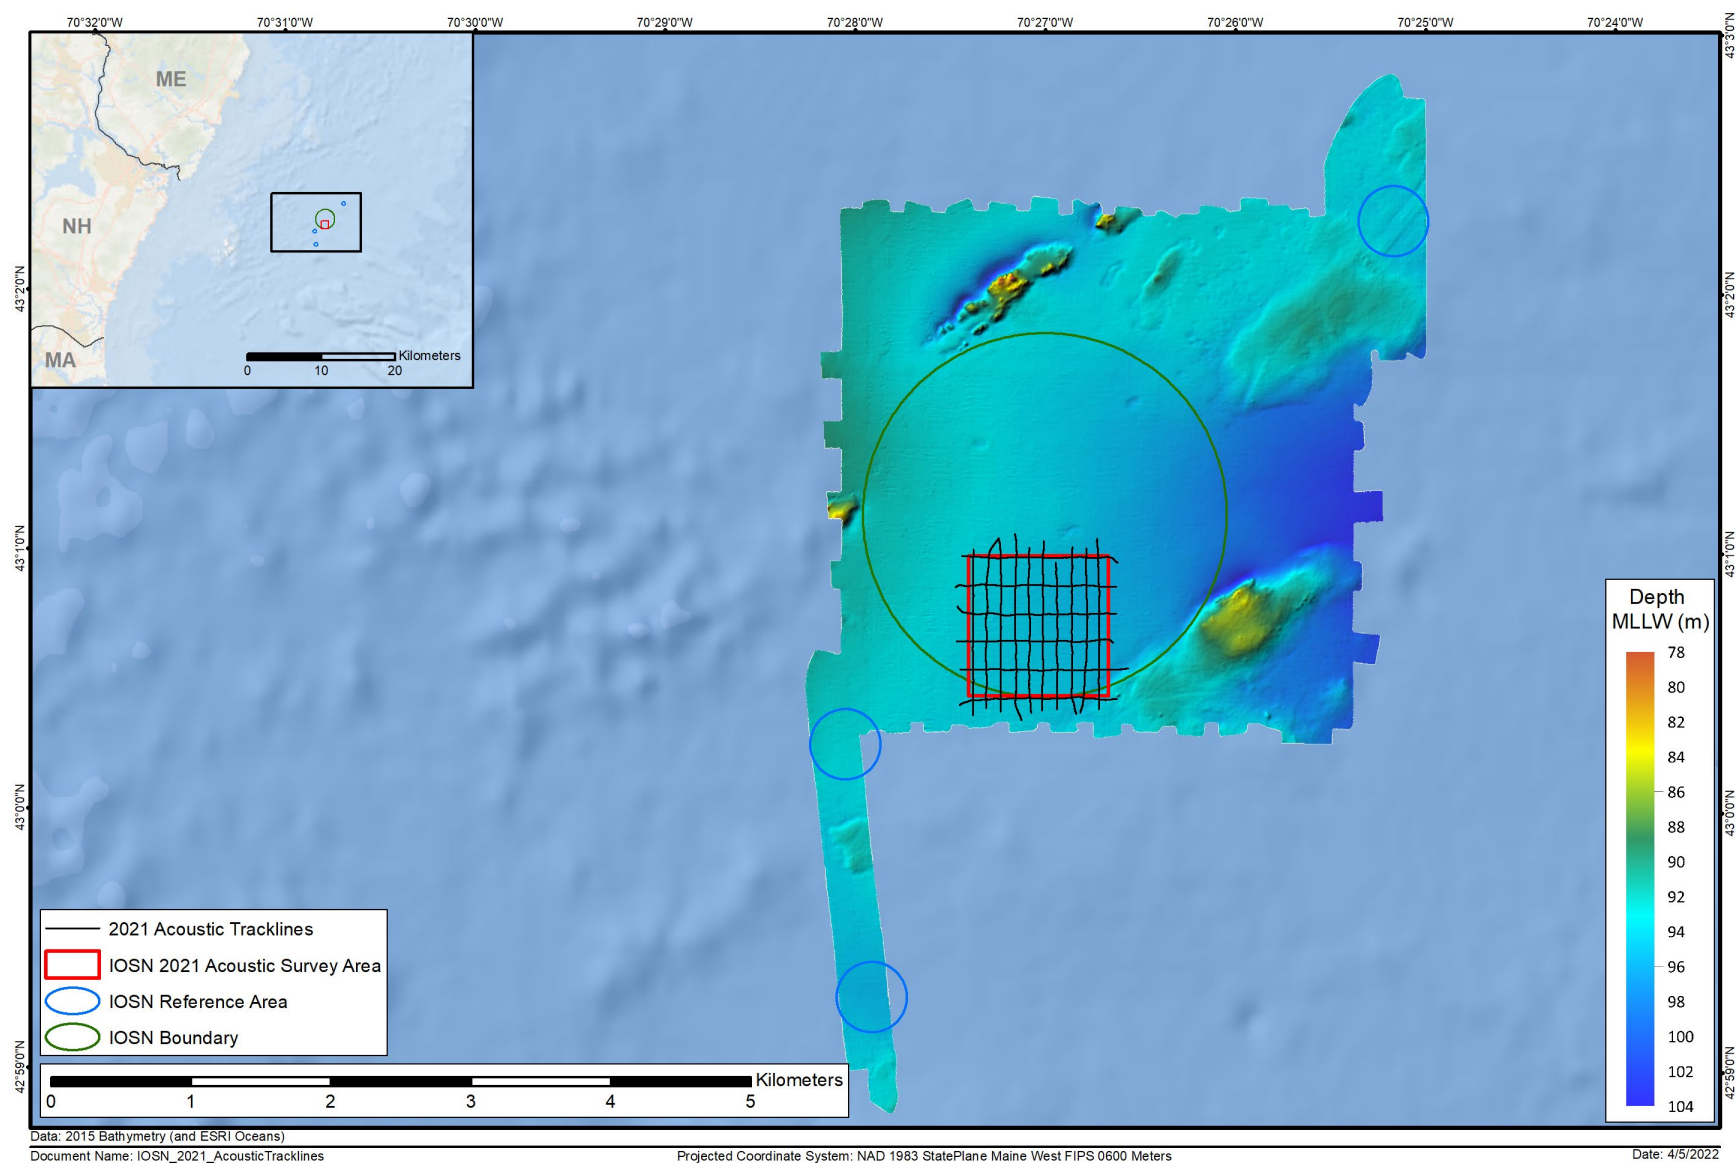 70°32'0"W 70°31'0"W 70°30'0"W 70°29'0"W 70°28'0"W 70°27'0"W 70°26'0"W 70°25'0"W 70°24'0"W
43°3'0"N
ME
NH
MA
Kilometers
0 10 20
43°2'0"N 43°2'0"N
43°1'0"N 43°1'0"N
43°0'0"N 43°0'0"N
42°59'0"N 42°59'0"N
Depth
MLLW (m)
78
80
82
84
86
88
90
92
94
96
98
100
102
104
2021 Acoustic Tracklines
IOSN 2021 Acoustic Survey Area
IOSN Reference Area
IOSN Boundary
Kilometers
0 1 2 3 4 5
Data: 2015 Bathymetry (and ESRI Oceans)
Document Name: IOSN_2021_AcousticTracklines Projected Coordinate System: NAD 1983 StatePlane Maine West FIPS 0600 Meters Date: 4/5/2022